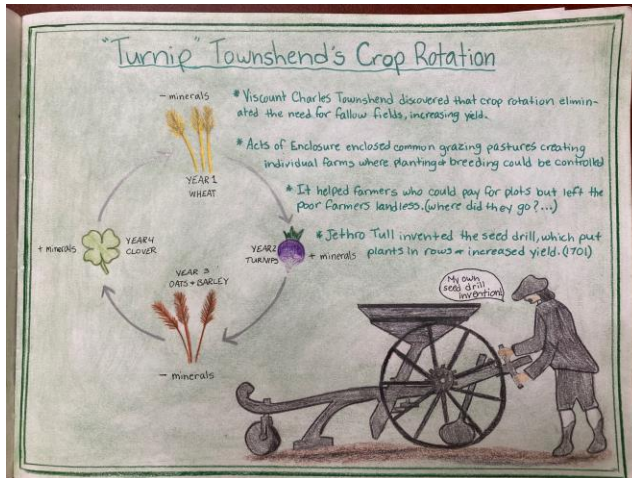 "Turnip" Townshend's Crop Rotation
- minerals
YEAR 1
WHEAT
YEAR 2
TURNIPS
+ minerals
YEAR 3
OATS + BARLEY
- minerals
YEAR 4
CLOVER
+ minerals
* Viscount Charles Townshend discovered that crop rotation elimin-
ated the need for fallow fields, increasing yield.
* Acts of Enclosure enclosed common grazing pastures creating
individual farms where planting + breeding could be controlled
* It helped farmers who could pay for plots but left the
poor farmers landless. (where did they go?...)
* Jethro Tull invented the seed drill, which put
plants in rows + increased yield. (1701)
My own
seed drill
invention!